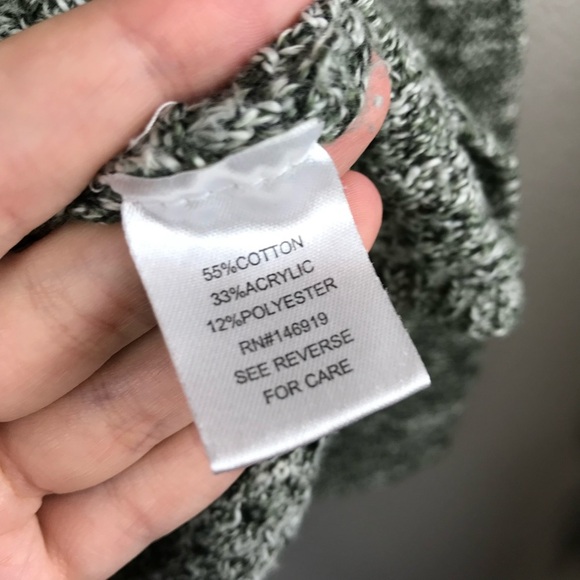 55%COTTON
33%ACRYLIC
12%POLYESTER
RN#146919
SEE REVERSE
FOR CARE